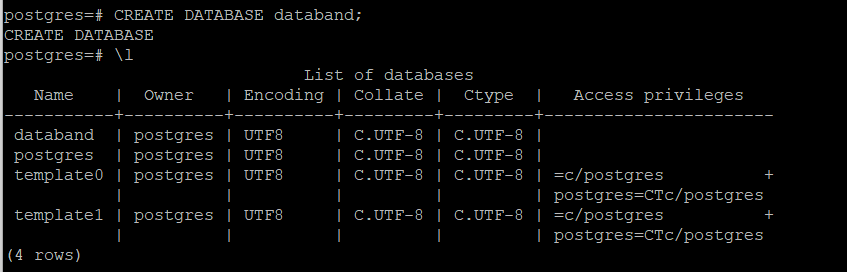 postgres=# CREATE DATABASE databand;
CREATE DATABASE
postgres=# \l
                              List of databases
   Name    |  Owner   | Encoding | Collate |  Ctype  |   Access privileges
-----------+----------+----------+---------+---------+-----------------------
 databand  | postgres | UTF8     | C.UTF-8 | C.UTF-8 |
 postgres  | postgres | UTF8     | C.UTF-8 | C.UTF-8 |
 template0 | postgres | UTF8     | C.UTF-8 | C.UTF-8 | =c/postgres          +
           |          |          |         |         | postgres=CTc/postgres
 template1 | postgres | UTF8     | C.UTF-8 | C.UTF-8 | =c/postgres          +
           |          |          |         |         | postgres=CTc/postgres
(4 rows)